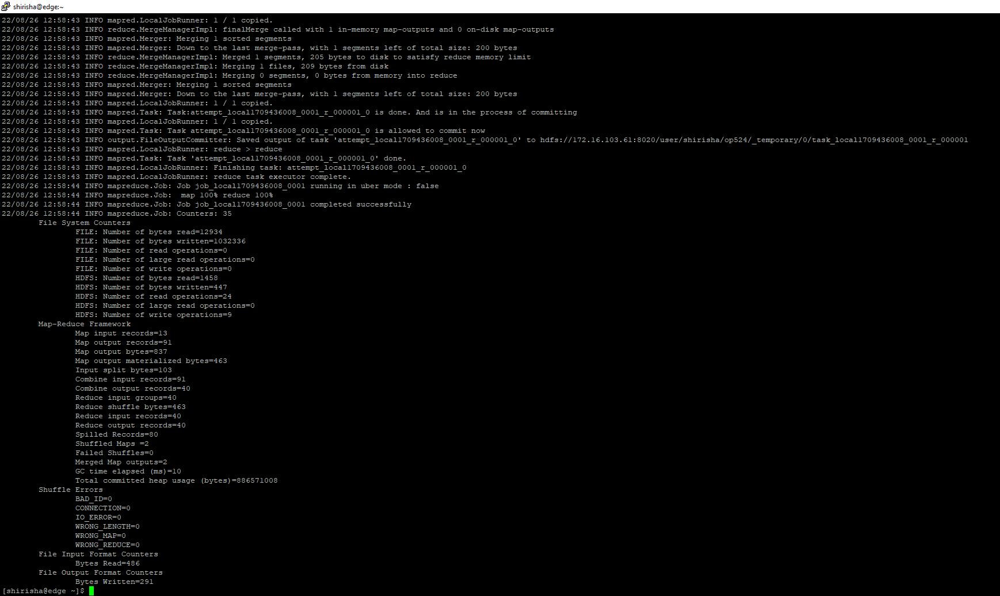 shirisha@edge:~
22/08/26 12:58:43 INFO mapred.LocalJobRunner: 1 / 1 copied.
22/08/26 12:58:43 INFO reduce.MergeManagerImpl: finalMerge called with 1 in-memory map-outputs and 0 on-disk map-outputs
22/08/26 12:58:43 INFO mapred.Merger: Merging 1 sorted segments
22/08/26 12:58:43 INFO mapred.Merger: Down to the last merge-pass, with 1 segments left of total size: 200 bytes
22/08/26 12:58:43 INFO reduce.MergeManagerImpl: Merged 1 segments, 205 bytes to disk to satisfy reduce memory limit
22/08/26 12:58:43 INFO reduce.MergeManagerImpl: Merging 1 files, 209 bytes from disk
22/08/26 12:58:43 INFO reduce.MergeManagerImpl: Merging 0 segments, 0 bytes from memory into reduce
22/08/26 12:58:43 INFO mapred.Merger: Merging 1 sorted segments
22/08/26 12:58:43 INFO mapred.Merger: Down to the last merge-pass, with 1 segments left of total size: 200 bytes
22/08/26 12:58:43 INFO mapred.LocalJobRunner: 1 / 1 copied.
22/08/26 12:58:43 INFO mapred.Task: Task:attempt_local1709436008_0001_r_000001_0 is done. And is in the process of committing
22/08/26 12:58:43 INFO mapred.LocalJobRunner: 1 / 1 copied.
22/08/26 12:58:43 INFO mapred.Task: Task attempt_local1709436008_0001_r_000001_0 is allowed to commit now
22/08/26 12:58:43 INFO output.FileOutputCommitter: Saved output of task 'attempt_local1709436008_0001_r_000001_0' to hdfs://172.16.103.61:8020/user/shirisha/op524/_temporary/0/task_local1709436008_0001_r_000001
22/08/26 12:58:43 INFO mapred.LocalJobRunner: reduce > reduce
22/08/26 12:58:43 INFO mapred.Task: Task 'attempt_local1709436008_0001_r_000001_0' done.
22/08/26 12:58:43 INFO mapred.LocalJobRunner: Finishing task: attempt_local1709436008_0001_r_000001_0
22/08/26 12:58:43 INFO mapred.LocalJobRunner: reduce task executor complete.
22/08/26 12:58:44 INFO mapreduce.Job: Job job_local1709436008_0001 running in uber mode : false
22/08/26 12:58:44 INFO mapreduce.Job:  map 100% reduce 100%
22/08/26 12:58:44 INFO mapreduce.Job: Job job_local1709436008_0001 completed successfully
22/08/26 12:58:44 INFO mapreduce.Job: Counters: 35
File System Counters
FILE: Number of bytes read=12934
FILE: Number of bytes written=1032336
FILE: Number of read operations=0
FILE: Number of large read operations=0
FILE: Number of write operations=0
HDFS: Number of bytes read=1458
HDFS: Number of bytes written=447
HDFS: Number of read operations=24
HDFS: Number of large read operations=0
HDFS: Number of write operations=9
Map-Reduce Framework
Map input records=13
Map output records=91
Map output bytes=837
Map output materialized bytes=463
Input split bytes=103
Combine input records=91
Combine output records=40
Reduce input groups=40
Reduce shuffle bytes=463
Reduce input records=40
Reduce output records=40
Spilled Records=80
Shuffled Maps =2
Failed Shuffles=0
Merged Map outputs=2
GC time elapsed (ms)=10
Total committed heap usage (bytes)=886571008
Shuffle Errors
BAD_ID=0
CONNECTION=0
IO_ERROR=0
WRONG_LENGTH=0
WRONG_MAP=0
WRONG_REDUCE=0
File Input Format Counters
Bytes Read=486
File Output Format Counters
Bytes Written=291
[shirisha@edge ~]$